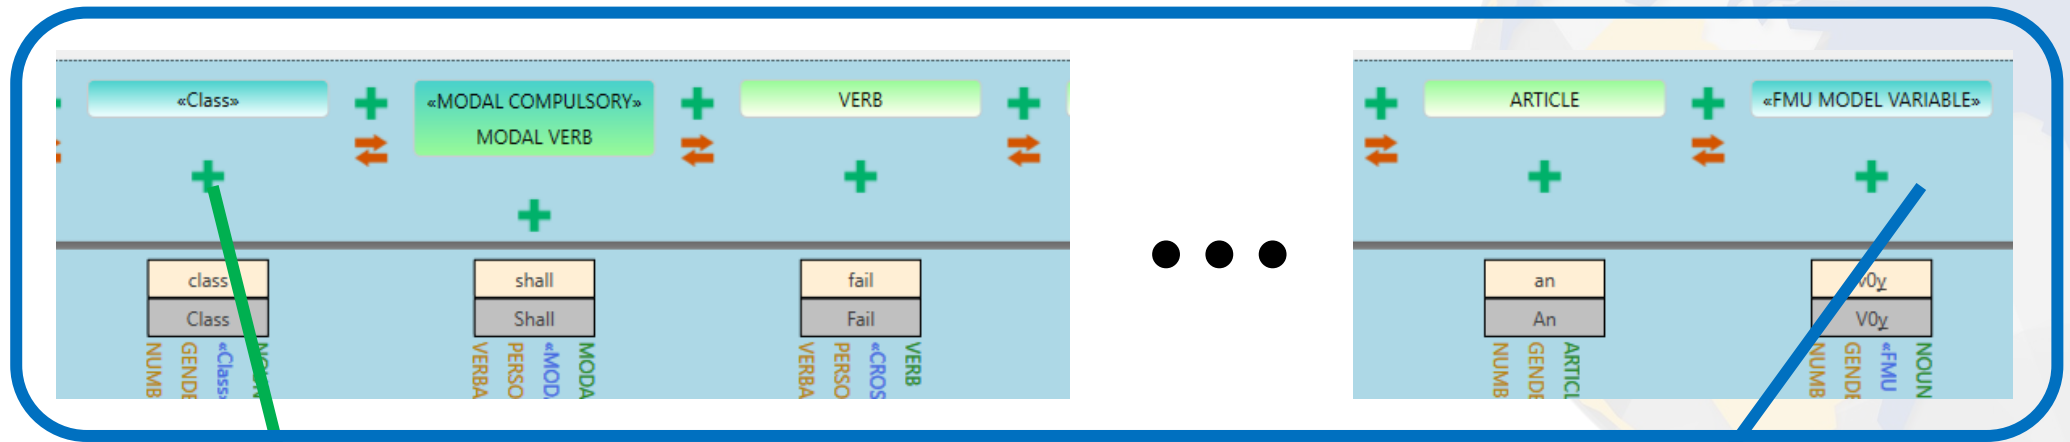 «Class»
«MODAL COMPULSORY»
MODAL VERB
VERB
ARTICLE
«FMU MODEL VARIABLE»
class
Class
NUMB
GENDE
«Class»
NOUN
shall
Shall
VERBA
PERSO
«MOD
MODA
fail
Fail
VERBA
PERSO
«CROS
VERB
an
An
NUMB
GENDE
ARTICL
v0y
V0y
NUMB
GENDE
«FMU
NOUN